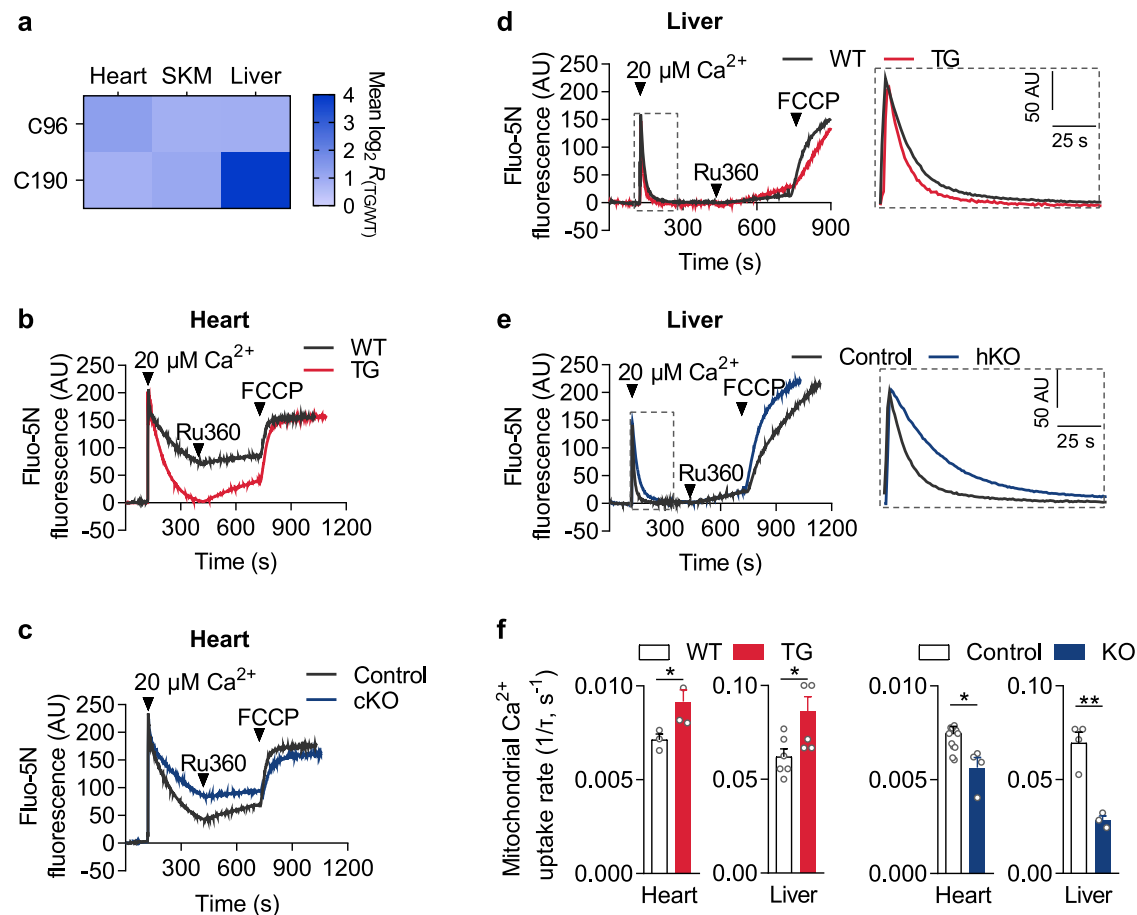 a
Heart SKM Liver
C96
C190
4
3
2
1
0
Mean log2 R(TG/WT)
b
Heart
20 µM Ca2+
WT
TG
FCCP
Ru360
Fluo-5N
fluorescence (AU)
250
200
150
100
50
0
-50
300 600 900 1200
Time (s)
c
Heart
20 µM Ca2+
Control
cKO
FCCP
Ru360
Fluo-5N
fluorescence (AU)
250
200
150
100
50
0
-50
300 600 900 1200
Time (s)
d
Liver
20 µM Ca2+
WT TG
FCCP
Ru360
Fluo-5N
fluorescence (AU)
250
200
150
100
50
0
-50
300 600 900
Time (s)
50 AU
25 s
e
Liver
20 µM Ca2+
Control hKO
FCCP
Ru360
Fluo-5N
fluorescence (AU)
250
200
150
100
50
0
-50
300 600 900 1200
Time (s)
50 AU
25 s
f
WT TG
Control KO
Mitochondrial Ca2+
uptake rate (1/τ, s-1)
0.010
0.005
0.000
*
Heart
0.10
0.05
0.00
*
Liver
0.010
0.005
0.000
*
Heart
0.10
0.05
0.00
**
Liver